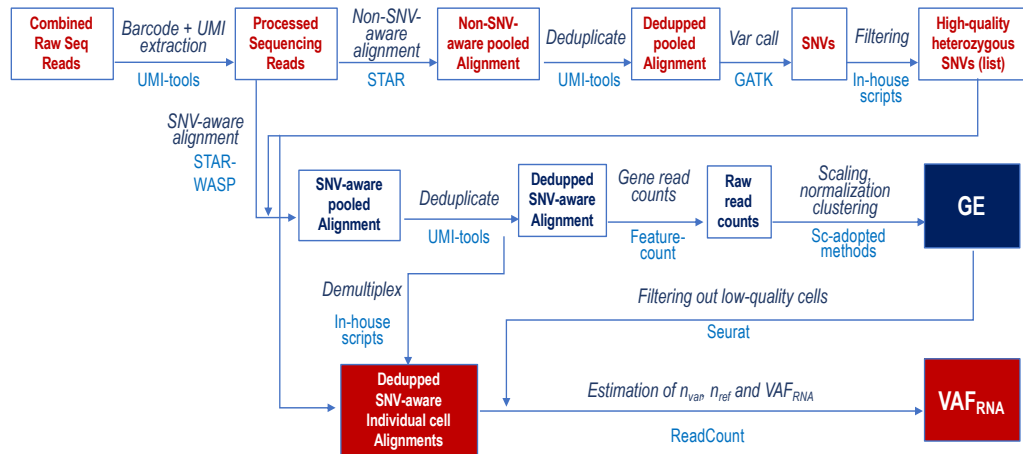 Combined
Raw Seq
Reads
Barcode + UMI
extraction
UMI-tools
Processed
Sequencing
Reads
Non-SNV-
aware
alignment
STAR
Non-SNV-
aware pooled
Alignment
Deduplicate
UMI-tools
Dedupped
pooled
Alignment
Var call
GATK
SNVs
Filtering
In-house
scripts
High-quality
heterozygous
SNVs (list)
SNV-aware
alignment
STAR-
WASP
SNV-aware
pooled
Alignment
Deduplicate
UMI-tools
Dedupped
SNV-aware
Alignment
Gene read
counts
Feature-
count
Raw
read
counts
Scaling,
normalization
clustering
Sc-adopted
methods
GE
Demultiplex
In-house
scripts
Filtering out low-quality cells
Seurat
Dedupped
SNV-aware
Individual cell
Alignments
Estimation of nvar, nref and VAFRNA
ReadCount
VAFRNA